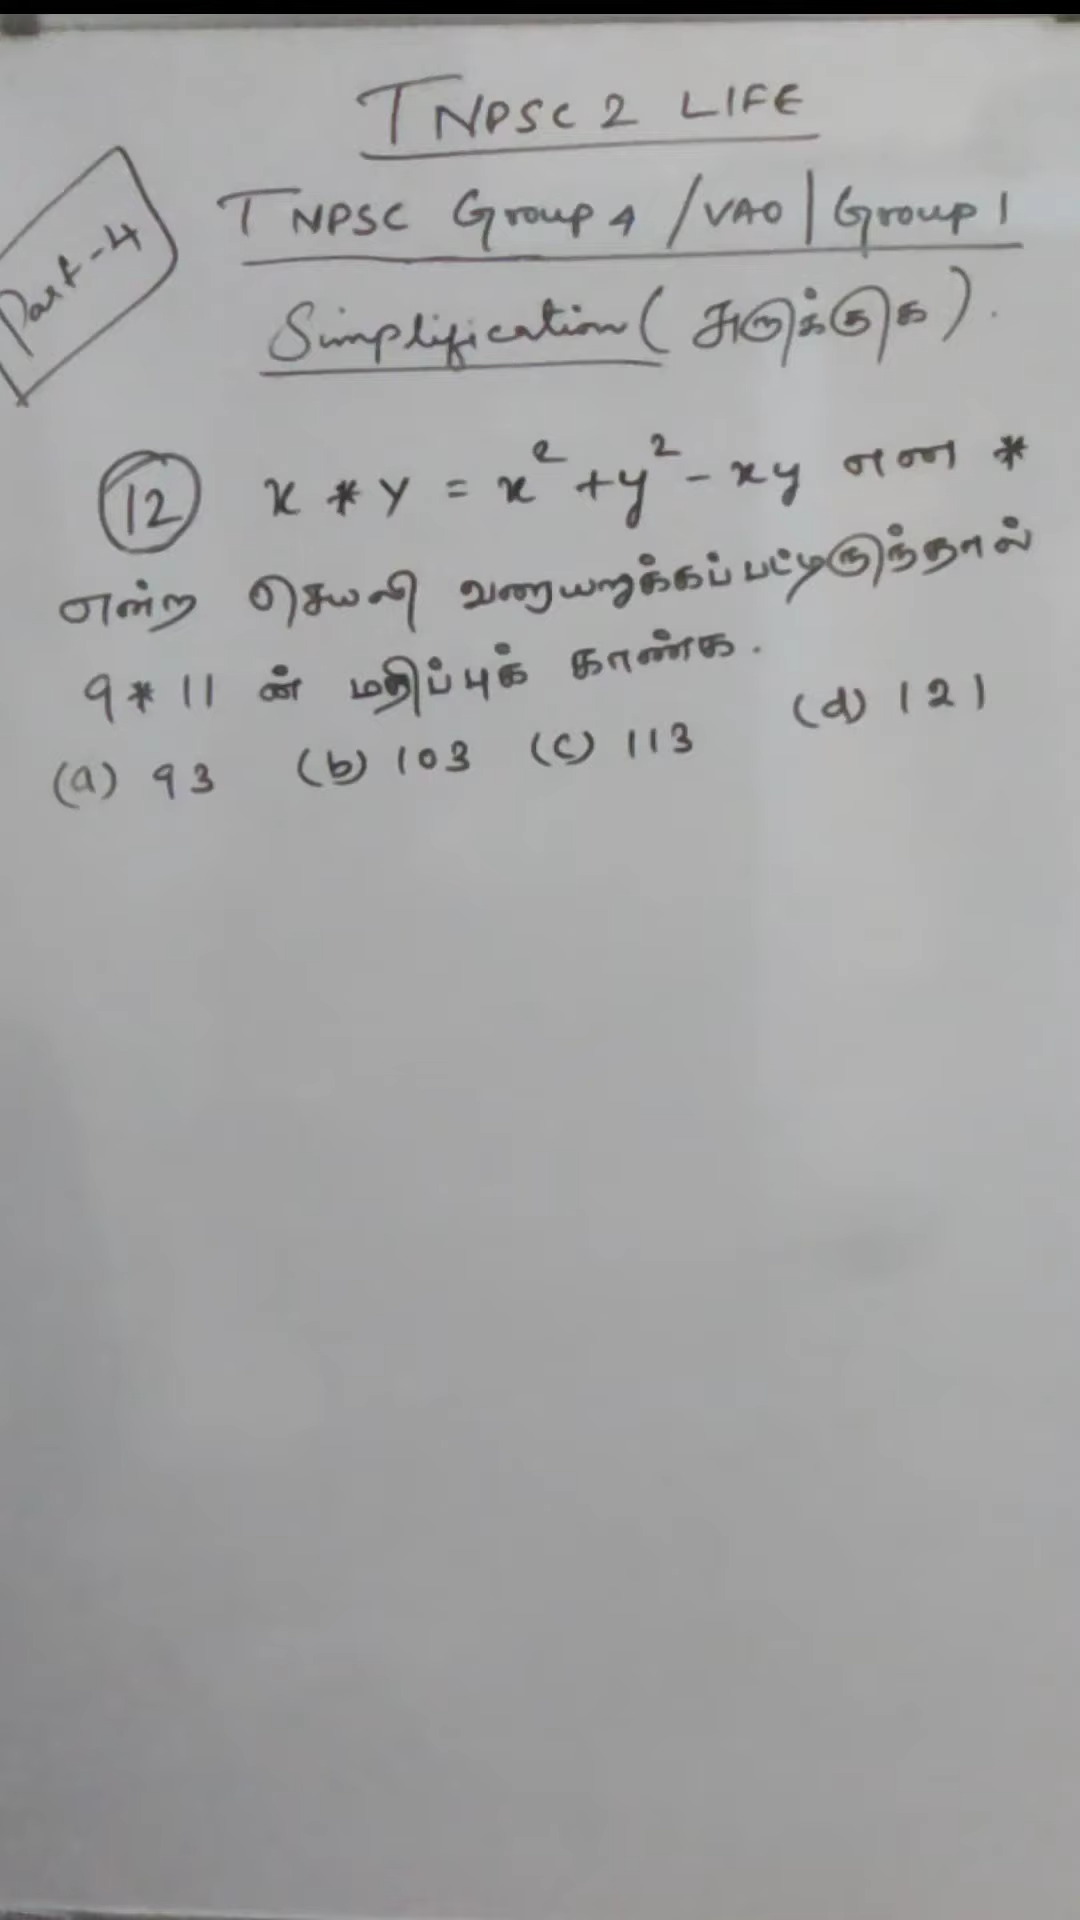 TNPSC 2 LIFE
TNPSC Group 4 / VAO | Group 1
Part-4
Simplification ( சுருக்குக ).
12 x * y = x² + y² - xy என *
என்ற செயலி வரையறுக்கப்பட்டிருந்தால்
9 * 11 ன் மதிப்புக் காண்க.
(a) 93 (b) 103 (c) 113 (d) 121